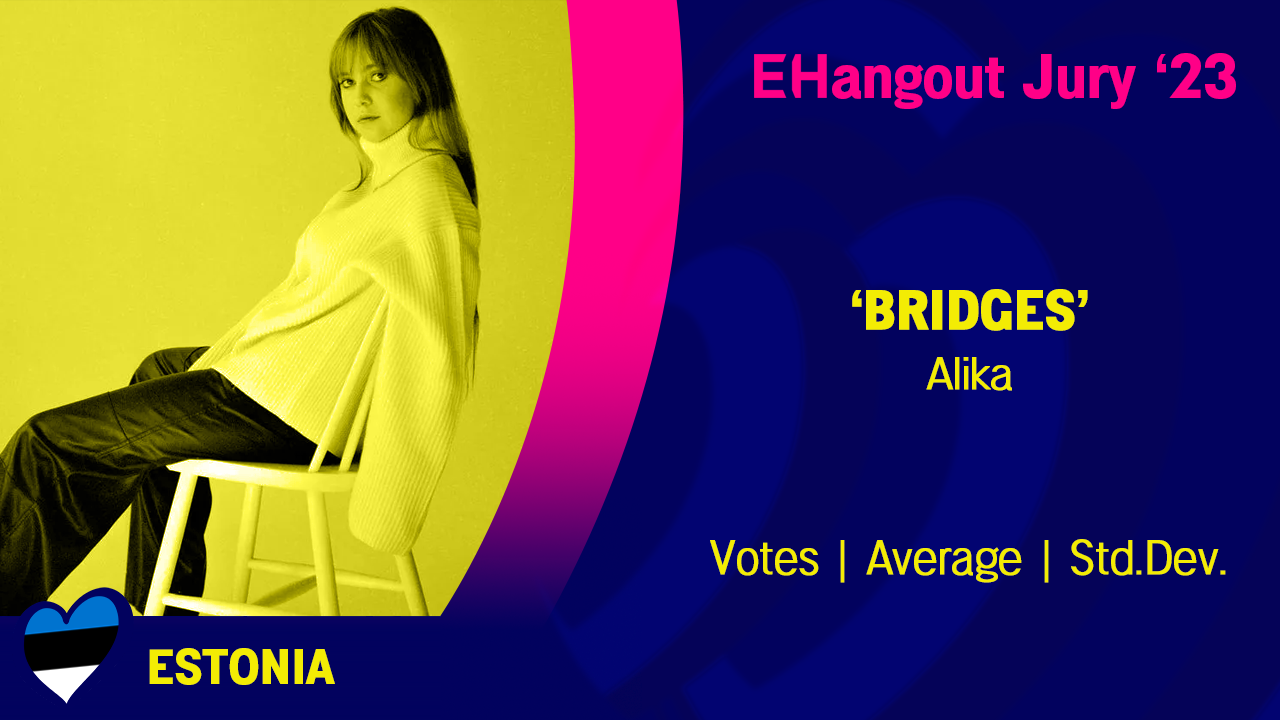 EHangout Jury ‘23
‘BRIDGES’
Alika
Votes | Average | Std.Dev.
ESTONIA